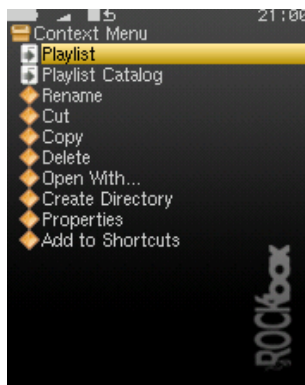 21:00
Context Menu
Playlist
Playlist Catalog
Rename
Cut
Copy
Delete
Open With...
Create Directory
Properties
Add to Shortcuts
ROCKbox